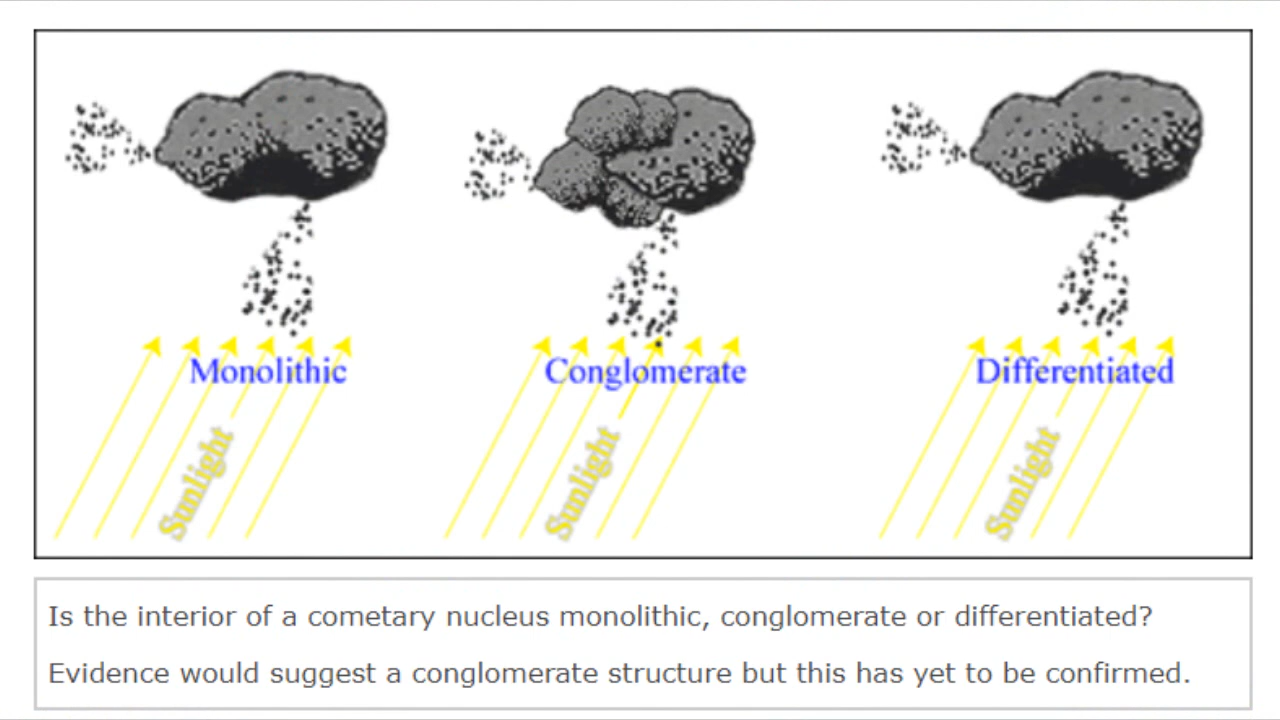 Monolithic
Conglomerate
Differentiated
Sunlight
Sunlight
Sunlight
Is the interior of a cometary nucleus monolithic, conglomerate or differentiated?
Evidence would suggest a conglomerate structure but this has yet to be confirmed.